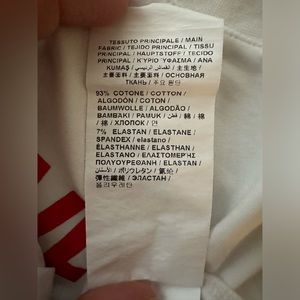 TESSUTO PRINCIPALE / MAIN
FABRIC / TEJIDO PRINCIPAL / TISSU
PRINCIPAL / HAUPTSTOFF / TECIDO
PRINCIPAL / ΚΥΡΙΟ ΥΦΑΣΜΑ / ANA
KUMAŞ / القماش الرئيسي / 主生地 /
主要面料 / 主要面料 / ОСНОВНАЯ
ТКАНЬ / 주요 원단
93% COTONE / COTTON /
ALGODÓN / COTON /
BAUMWOLLE / ALGODÃO /
ΒΑΜΒΑΚΙ / PAMUK / قطن / 綿 / 棉
/ 棉 / ХЛОПОК / 면
7% ELASTAN / ELASTANE /
SPANDEX / elastano /
ÉLASTHANNE / ELASTHAN /
ELASTANO / ΕΛΑΣΤΟΜΕΡΗΣ
ΠΟΛΥΟΥΡΕΘΑΝΗ / ELASTAN /
/ ポリウレタン / 氨纶 /
彈性纖維 / ЭЛАСТАН /
폴리우레탄